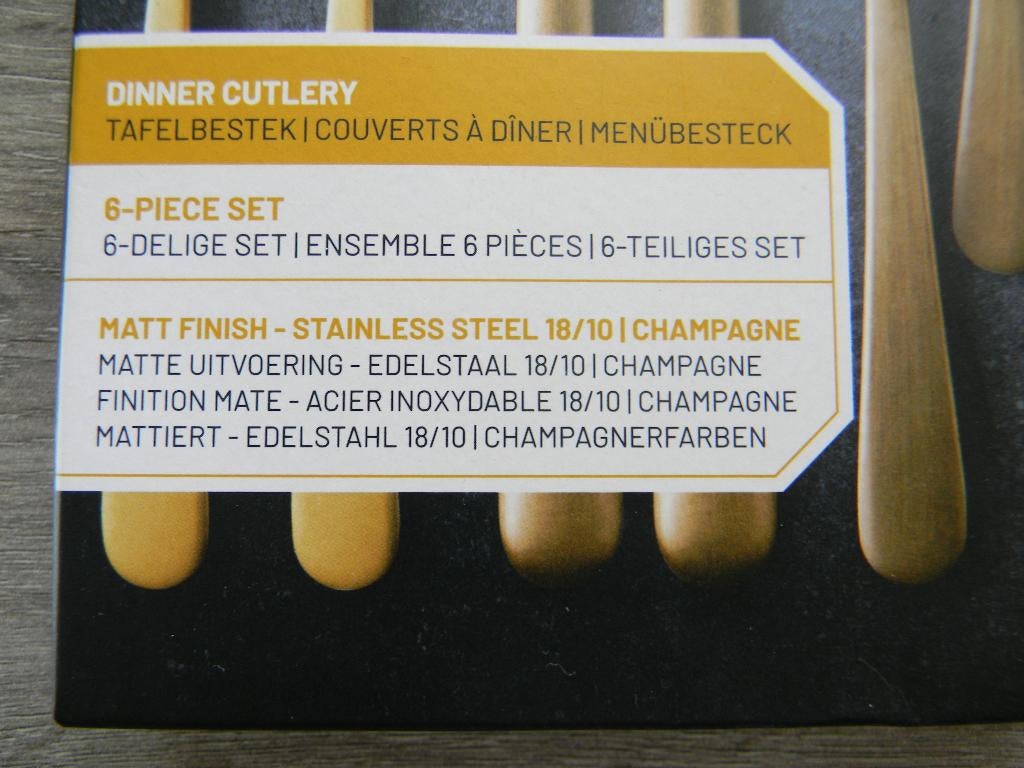 DINNER CUTLERY
TAFELBESTEK | COUVERTS À DÎNER | MENÜBESTECK
6-PIECE SET
6-DELIGE SET | ENSEMBLE 6 PIÈCES | 6-TEILIGES SET
MATT FINISH - STAINLESS STEEL 18/10 | CHAMPAGNE
MATTE UITVOERING - EDELSTAAL 18/10 | CHAMPAGNE
FINITION MATE - ACIER INOXYDABLE 18/10 | CHAMPAGNE
MATTIERT - EDELSTAHL 18/10 | CHAMPAGNERFARBEN